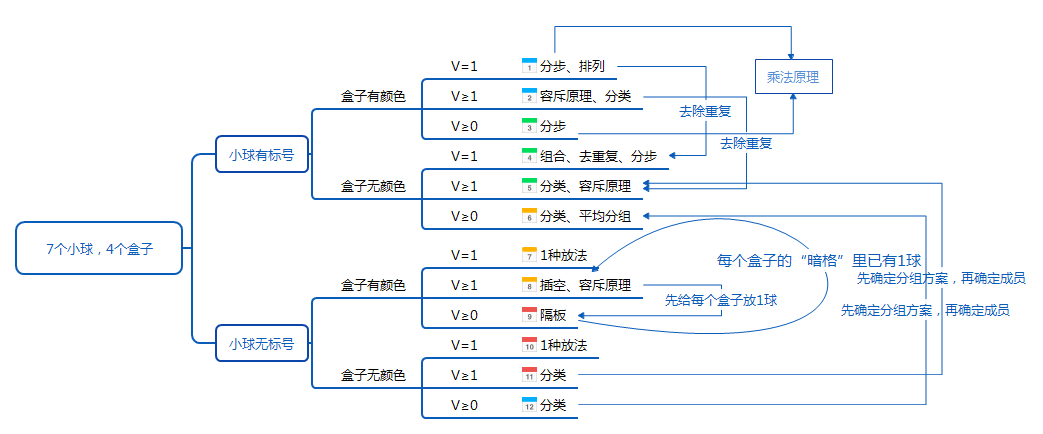 7个小球，4个盒子
小球有标号
盒子有颜色
V=1
1
分步、排列
V≥1
2
容斥原理、分类
V≥0
3
分步
盒子无颜色
V=1
4
组合、去重复、分步
V≥1
5
分类、容斥原理
V≥0
6
分类、平均分组
小球无标号
盒子有颜色
V=1
7
1种放法
V≥1
8
插空、容斥原理
V≥0
9
隔板
盒子无颜色
V=1
10
1种放法
V≥1
11
分类
V≥0
12
分类
乘法原理
去除重复
去除重复
每个盒子的“暗格”里已有1球
先确定分组方案，再确定成员
先给每个盒子放1球
先确定分组方案，再确定成员